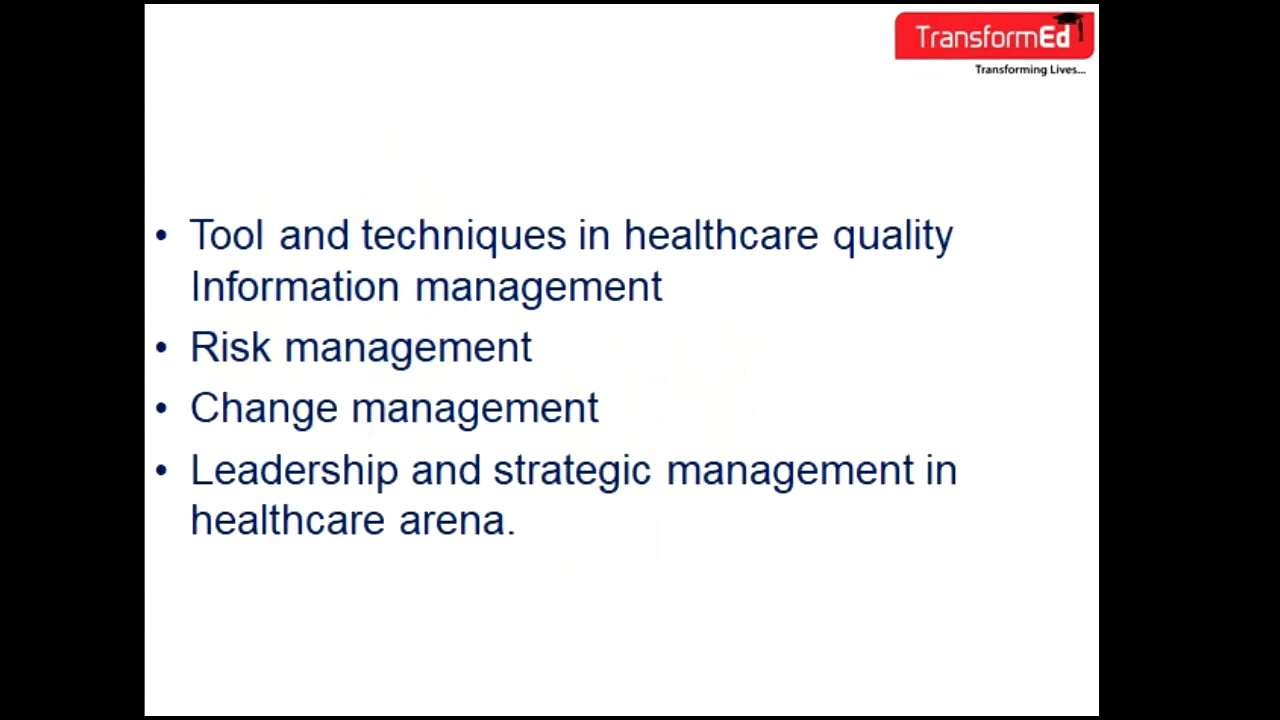 TransformEd
Transforming Lives...
• Tool and techniques in healthcare quality
Information management
• Risk management
• Change management
• Leadership and strategic management in
healthcare arena.